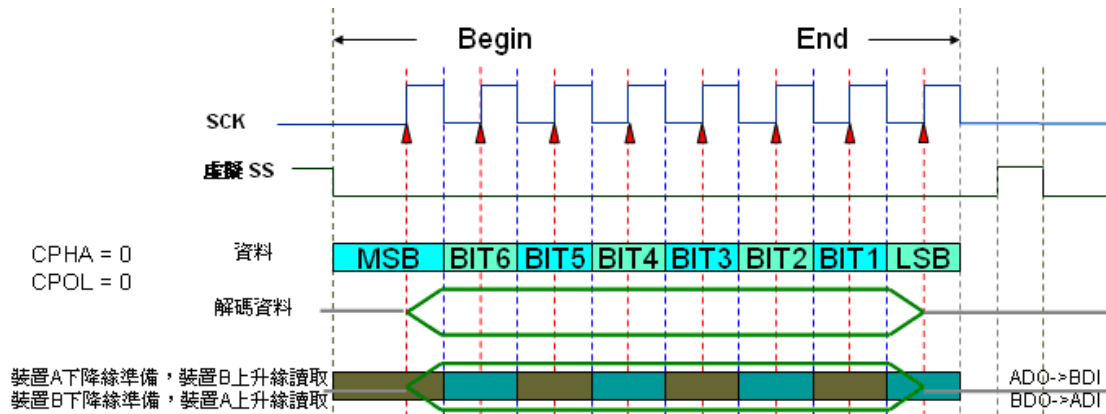 Begin
End
SCK
虛擬 SS
CPHA = 0
CPOL = 0
資料
MSB
BIT6
BIT5
BIT4
BIT3
BIT2
BIT1
LSB
解碼資料
裝置A下降緣準備，裝置B上升緣讀取
裝置B下降緣準備，裝置A上升緣讀取
ADO->BDI
BDO->ADI